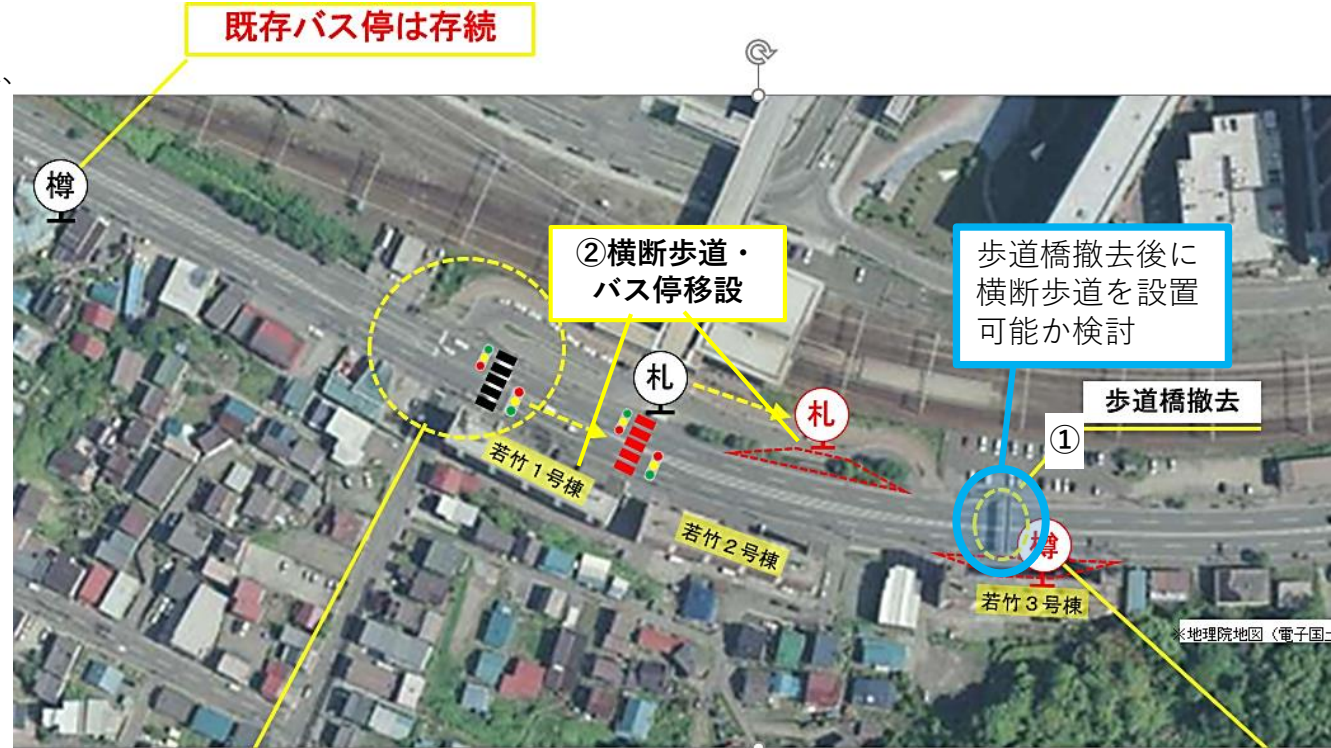 既存バス停は存続
、
樽
②横断歩道・
バス停移設
歩道橋撤去後に
横断歩道を設置
可能か検討
札
札
歩道橋撤去
①
若竹1号棟
若竹2号棟
樽
若竹3号棟
※地理院地図（電子国土